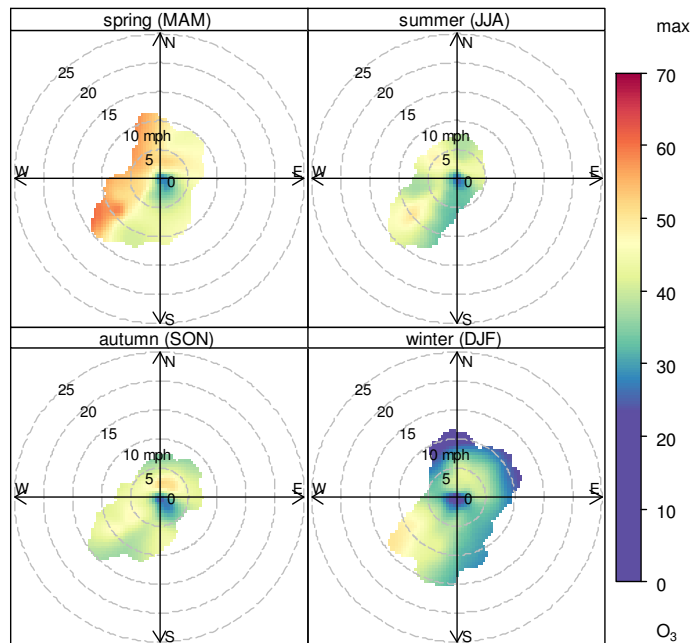 spring (MAM)
summer (JJA)
max
N
25
20
15
10 mph
5
0
W
E
S
N
25
20
15
10 mph
5
0
W
E
S
70
60
50
40
30
20
10
0
autumn (SON)
winter (DJF)
N
25
20
15
10 mph
5
0
W
E
S
N
25
20
15
10 mph
5
0
W
E
S
O₃